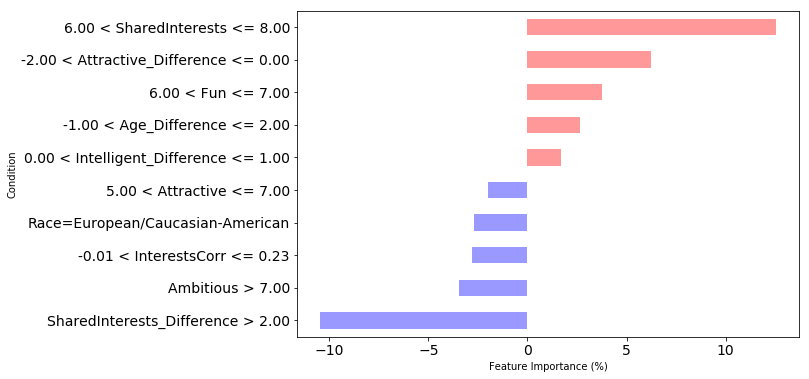 6.00 < SharedInterests <= 8.00
-2.00 < Attractive_Difference <= 0.00
6.00 < Fun <= 7.00
-1.00 < Age_Difference <= 2.00
0.00 < Intelligent_Difference <= 1.00
5.00 < Attractive <= 7.00
Race=European/Caucasian-American
-0.01 < InterestsCorr <= 0.23
Ambitious > 7.00
SharedInterests_Difference > 2.00
Condition
−10 −5 0 5 10
Feature Importance (%)